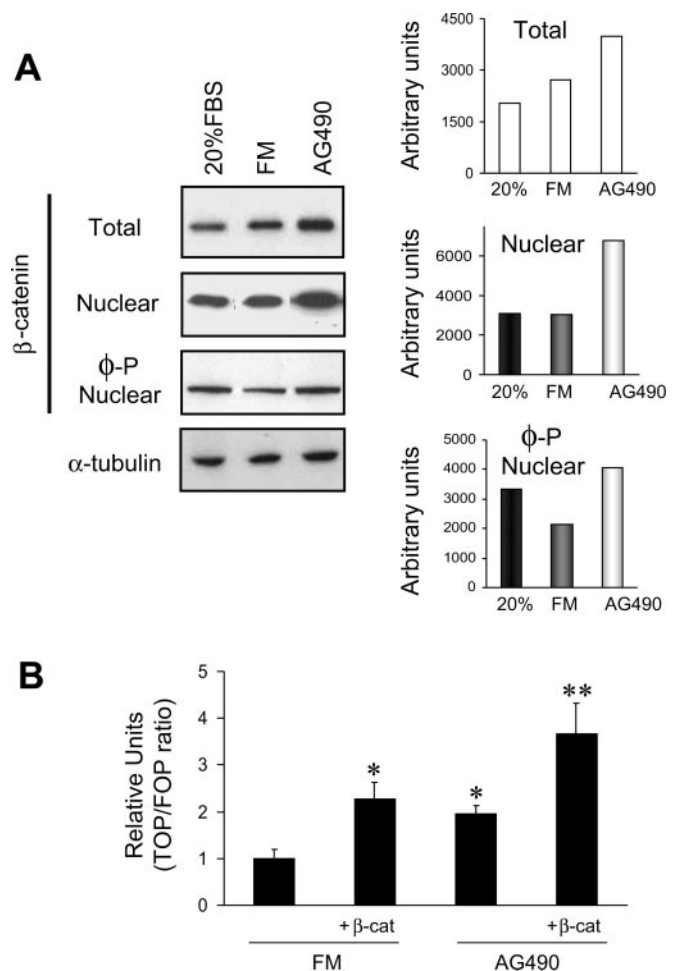 A
20%FBS
FM
AG490
β-catenin
Total
Nuclear
ϕ-P
Nuclear
α-tubulin
Total
Arbitrary units
4500
3000
1500
0
20% FM AG490
Nuclear
Arbitrary units
6000
4000
2000
0
20% FM AG490
ϕ-P
Nuclear
Arbitrary units
5000
4000
3000
2000
1000
0
20% FM AG490
B
Relative Units
(TOP/FOP ratio)
5
4
3
2
1
0
*
*
**
+ β-cat
+ β-cat
FM
AG490